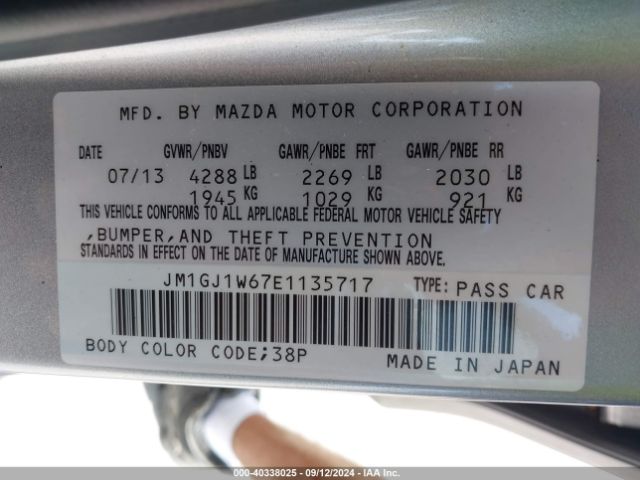 MFD. BY MAZDA MOTOR CORPORATION
DATE GVWR/PNBV GAWR/PNBE FRT GAWR/PNBE RR
07/13 4288 LB 2269 LB 2030 LB
1945 KG 1029 KG 921 KG
THIS VEHICLE CONFORMS TO ALL APPLICABLE FEDERAL MOTOR VEHICLE SAFETY
,BUMPER,AND THEFT PREVENTION
STANDARDS IN EFFECT ON THE DATE OF MANUFACTURE SHOWN ABOVE.
JM1GJ1W67E1135717 TYPE: PASS CAR
BODY COLOR CODE;38P MADE IN JAPAN
000-40338025 - 09/12/2024 - IAA Inc.